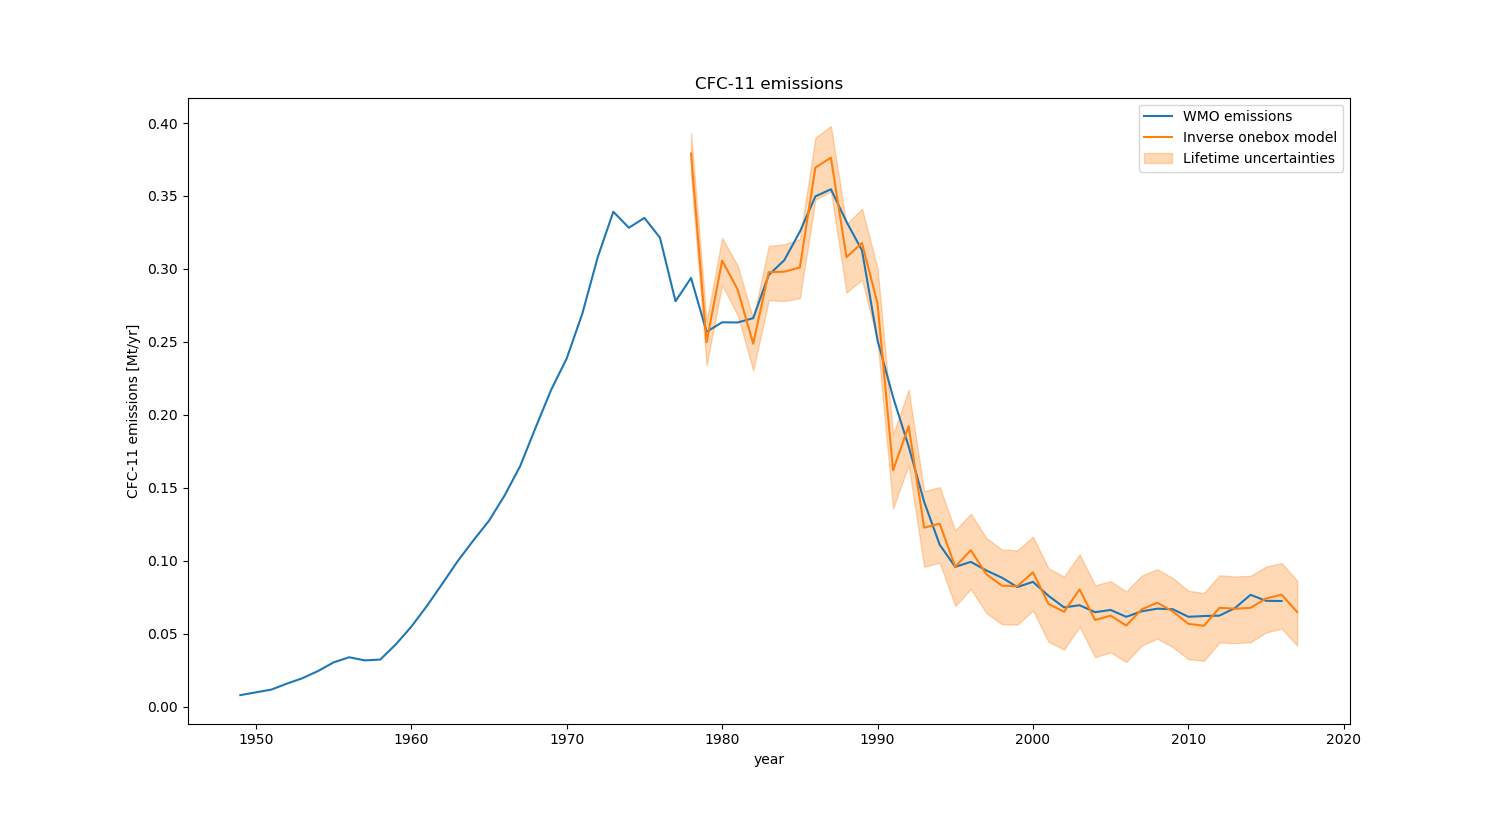 CFC-11 emissions
WMO emissions
Inverse onebox model
Lifetime uncertainties
CFC-11 emissions [Mt/yr]
0.40
0.35
0.30
0.25
0.20
0.15
0.10
0.05
0.00
1950 1960 1970 1980 1990 2000 2010 2020
year